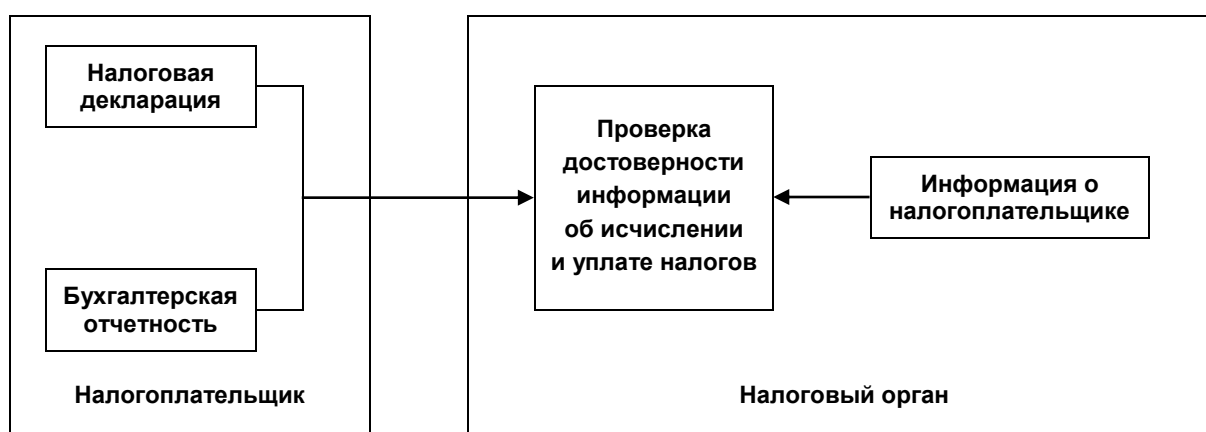 Налоговая
декларация
Бухгалтерская
отчетность
Налогоплательщик
Проверка
достоверности
информации
об исчислении
и уплате налогов
Информация о
налогоплательщике
Налоговый орган